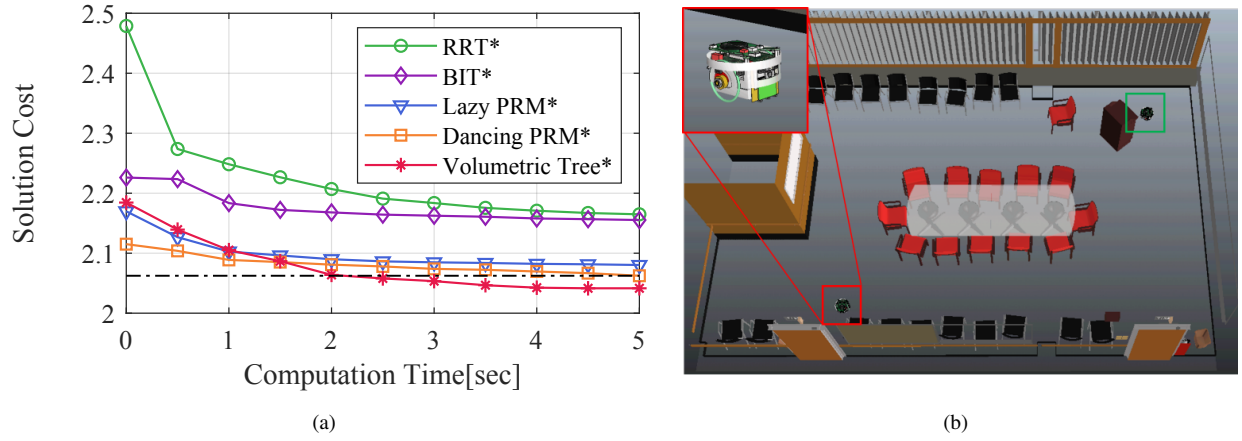 2.5
2.4
2.3
2.2
2.1
2
Solution Cost
RRT*
BIT*
Lazy PRM*
Dancing PRM*
Volumetric Tree*
0 1 2 3 4 5
Computation Time[sec]
(a) (b)